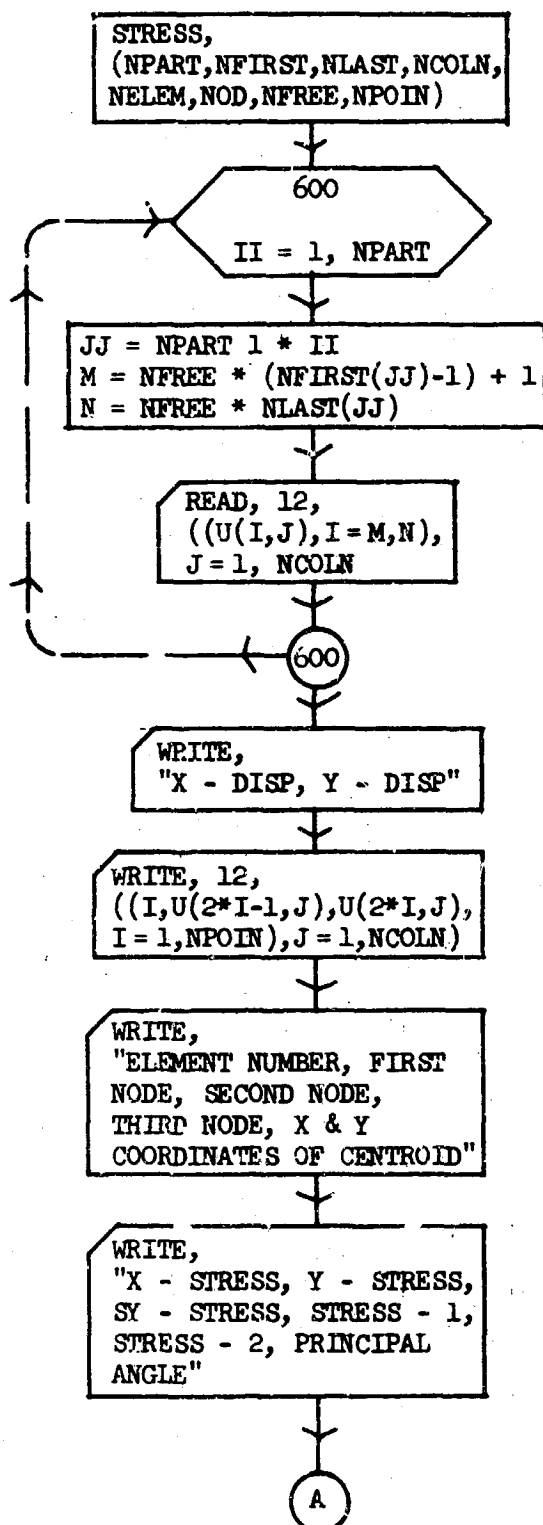 STRESS,
(NPART,NFIRST,NLAST,NCOLN,
NELEM,NOD,NFREE,NPOIN)
600
II = 1, NPART
JJ = NPART 1 * II
M = NFREE * (NFIRST(JJ)-1) + 1
N = NFREE * NLAST(JJ)
READ, 12,
((U(I,J),I=M,N),
J=1, NCOLN
600
WRITE,
"X - DISP, Y - DISP"
WRITE, 12,
((I,U(2*I-1,J),U(2*I,J),
I=1,NPOIN),J=1,NCOLN)
WRITE,
"ELEMENT NUMBER, FIRST
NODE, SECOND NODE,
THIRD NODE, X & Y
COORDINATES OF CENTROID"
WRITE,
"X - STRESS, Y - STRESS,
SY - STRESS, STRESS - 1,
STRESS - 2, PRINCIPAL
ANGLE"
A